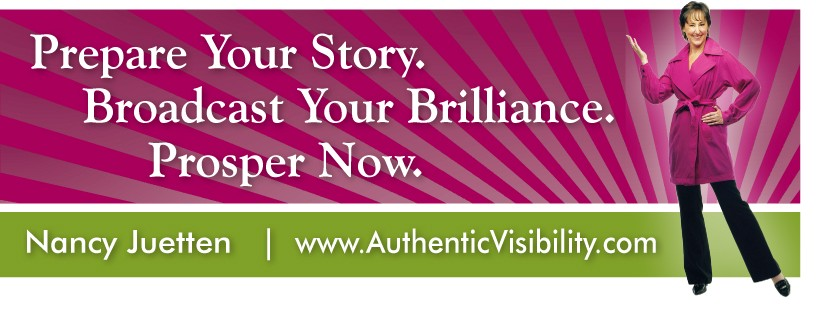 Prepare Your Story.
Broadcast Your Brilliance.
Prosper Now.
Nancy Juetten | www.AuthenticVisibility.com